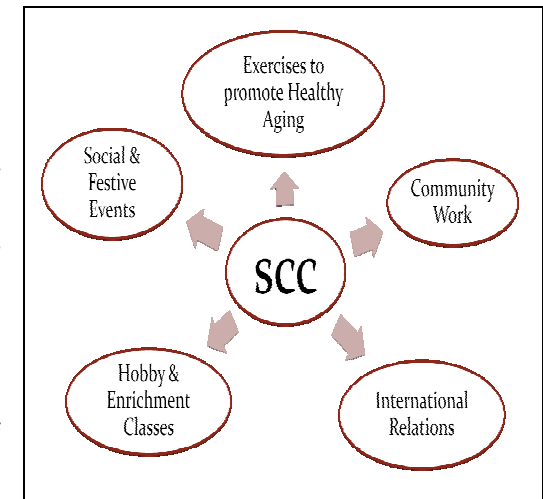 Exercises to
promote Healthy
Aging
Social &
Festive
Events
Community
Work
SCC
Hobby &
Enrichment
Classes
International
Relations